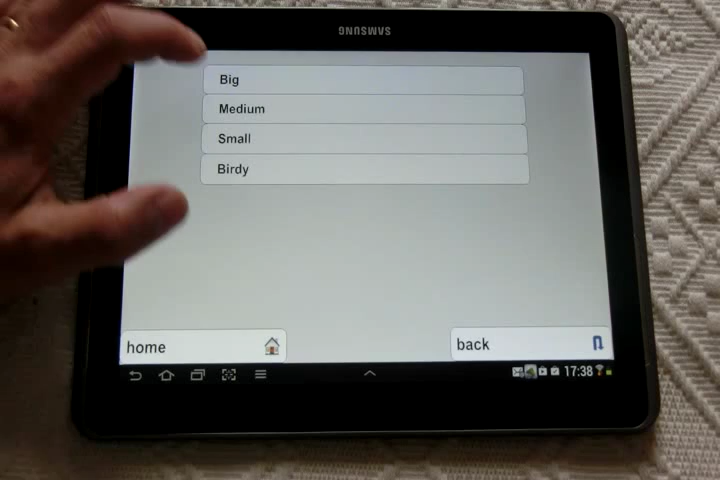 SAMSUNG
Big
Medium
Small
Birdy
home
back
17:38